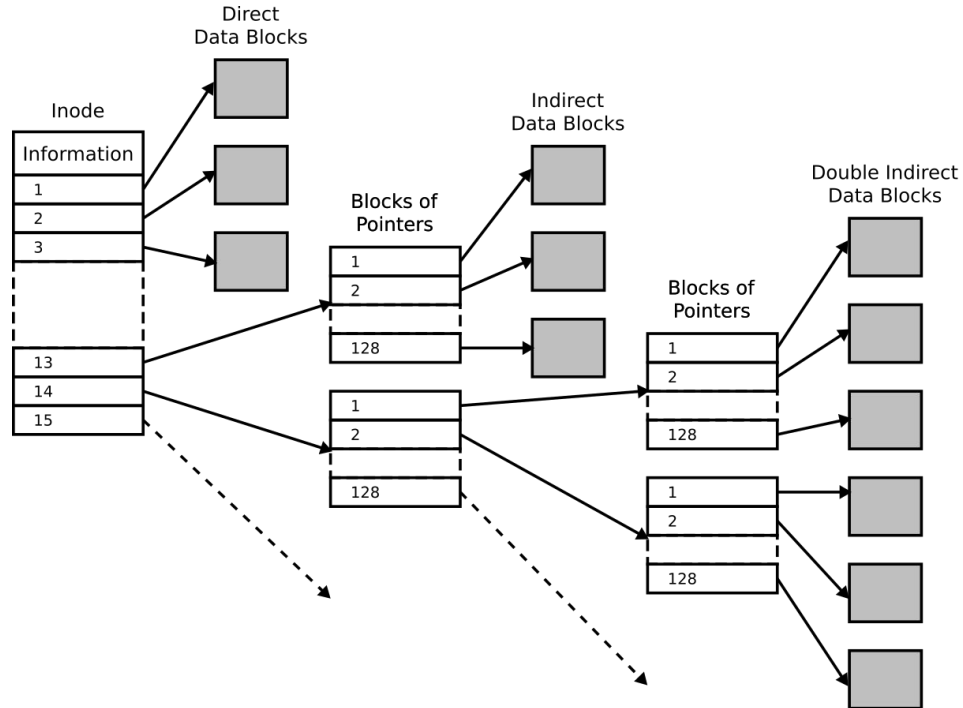 Direct
Data Blocks
Inode
Information
1
2
3
13
14
15
Blocks of
Pointers
1
2
128
1
2
128
Indirect
Data Blocks
Blocks of
Pointers
1
2
128
1
2
128
Double Indirect
Data Blocks